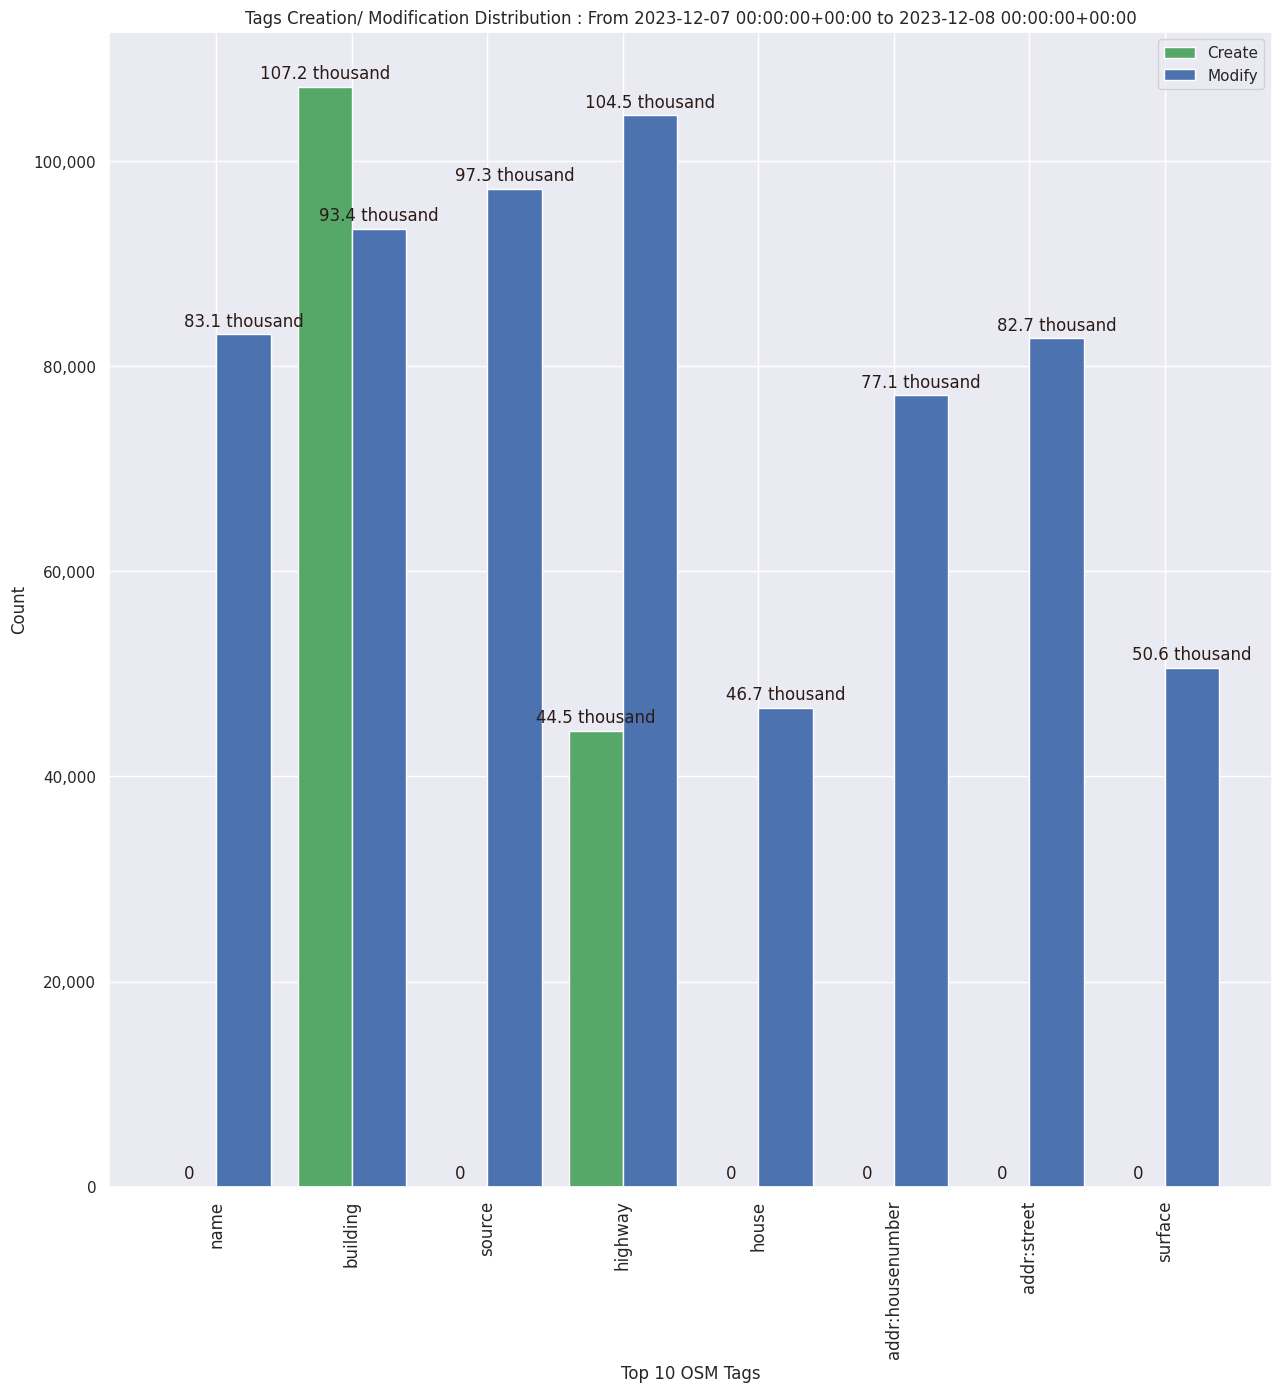 Tags Creation/ Modification Distribution : From 2023-12-07 00:00:00+00:00 to 2023-12-08 00:00:00+00:00
Create
Modify
107.2 thousand
104.5 thousand
97.3 thousand
93.4 thousand
83.1 thousand
82.7 thousand
77.1 thousand
50.6 thousand
46.7 thousand
44.5 thousand
0
0
0
0
0
0
100,000
80,000
60,000
40,000
20,000
0
Count
name
building
source
highway
house
addr:housenumber
addr:street
surface
Top 10 OSM Tags